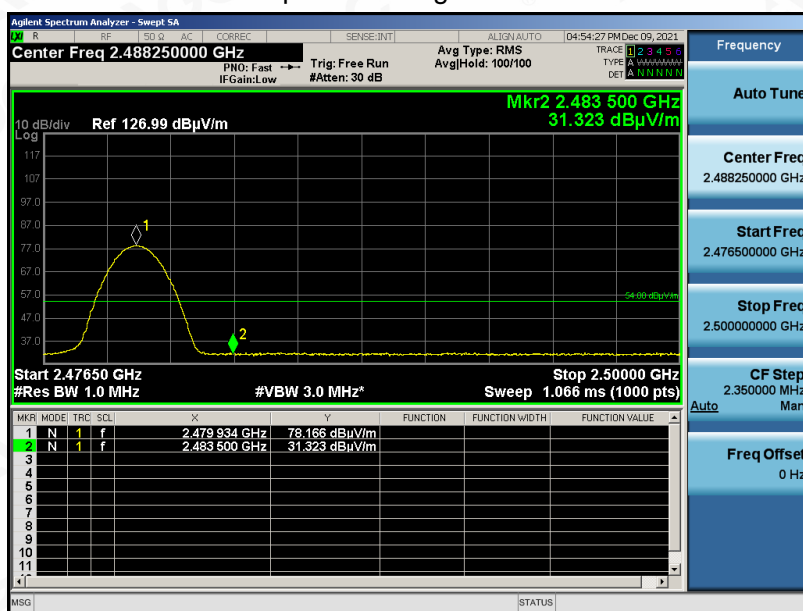 Agilent Spectrum Analyzer - Swept SA
LXI R RF 50 Ω AC CORREC SENSE:INT ALIGN AUTO 04:54:27 PM Dec 09, 2021
Center Freq 2.488250000 GHz
PNO: Fast
IFGain:Low
Trig: Free Run
#Atten: 30 dB
Avg Type: RMS
Avg|Hold: 100/100
TRACE 1 2 3 4 5 6
TYPE A WWWWW
DET A N N N N N
Mkr2 2.483 500 GHz
31.323 dBµV/m
10 dB/div Ref 126.99 dBµV/m
Log
117
107
97.0
87.0
77.0
67.0
57.0
47.0
37.0
1
2
54.00 dBµV/m
Start 2.47650 GHz Stop 2.50000 GHz
#Res BW 1.0 MHz #VBW 3.0 MHz* Sweep 1.066 ms (1000 pts)
MKR MODE TRC SCL X Y FUNCTION FUNCTION WIDTH FUNCTION VALUE
1 N 1 f 2.479 934 GHz 78.166 dBuV/m
2 N 1 f 2.483 500 GHz 31.323 dBuV/m
3
4
5
6
7
8
9
10
11
MSG STATUS
Frequency
Auto Tune
Center Freq
2.488250000 GHz
Start Freq
2.476500000 GHz
Stop Freq
2.500000000 GHz
CF Step
2.350000 MHz
Auto Man
Freq Offset
0 Hz